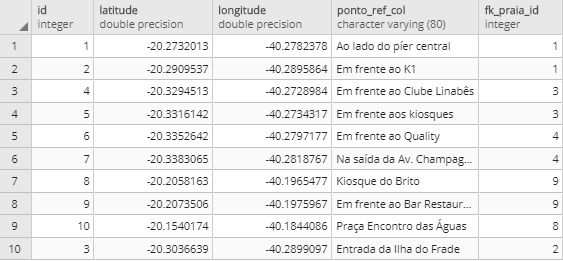 id latitude longitude ponto_ref_col fk_praia_id
integer double precision double precision character varying (80) integer
1 1 -20.2732013 -40.2782378 Ao lado do píer central 1
2 2 -20.2909537 -40.2895864 Em frente ao K1 1
3 4 -20.3294513 -40.2728984 Em frente ao Clube Linabês 3
4 5 -20.3316142 -40.2734317 Em frente aos kiosques 3
5 6 -20.3352642 -40.2797177 Em frente ao Quality 4
6 7 -20.3383065 -40.2818767 Na saída da Av. Champag... 4
7 8 -20.2058163 -40.1965477 Kiosque do Brito 9
8 9 -20.2073506 -40.1975967 Em frente ao Bar Restaur... 9
9 10 -20.1540174 -40.1844086 Praça Encontro das Águas 8
10 3 -20.3036639 -40.2899097 Entrada da Ilha do Frade 2